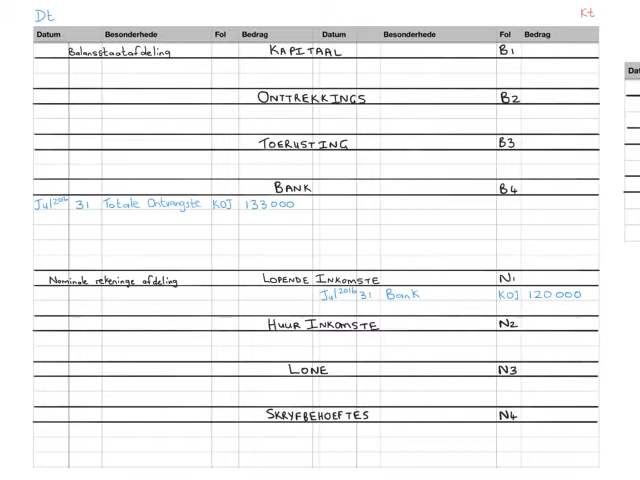 Dt Kt
Datum Besonderhede Fol Bedrag Datum Besonderhede Fol Bedrag
Balansstaatafdeling KAPITAAL B1
ONTTREKKINGS B2
TOERUSTING B3
BANK B4
Jul 2016 31 Totale Ontvangste KOJ 133 000
Nominale rekeninge afdeling LOPENDE INKOMSTE N1
Jul 2016 31 Bank KOJ 120 000
HUUR INKOMSTE N2
LONE N3
SKRYFBEHOEFTES N4